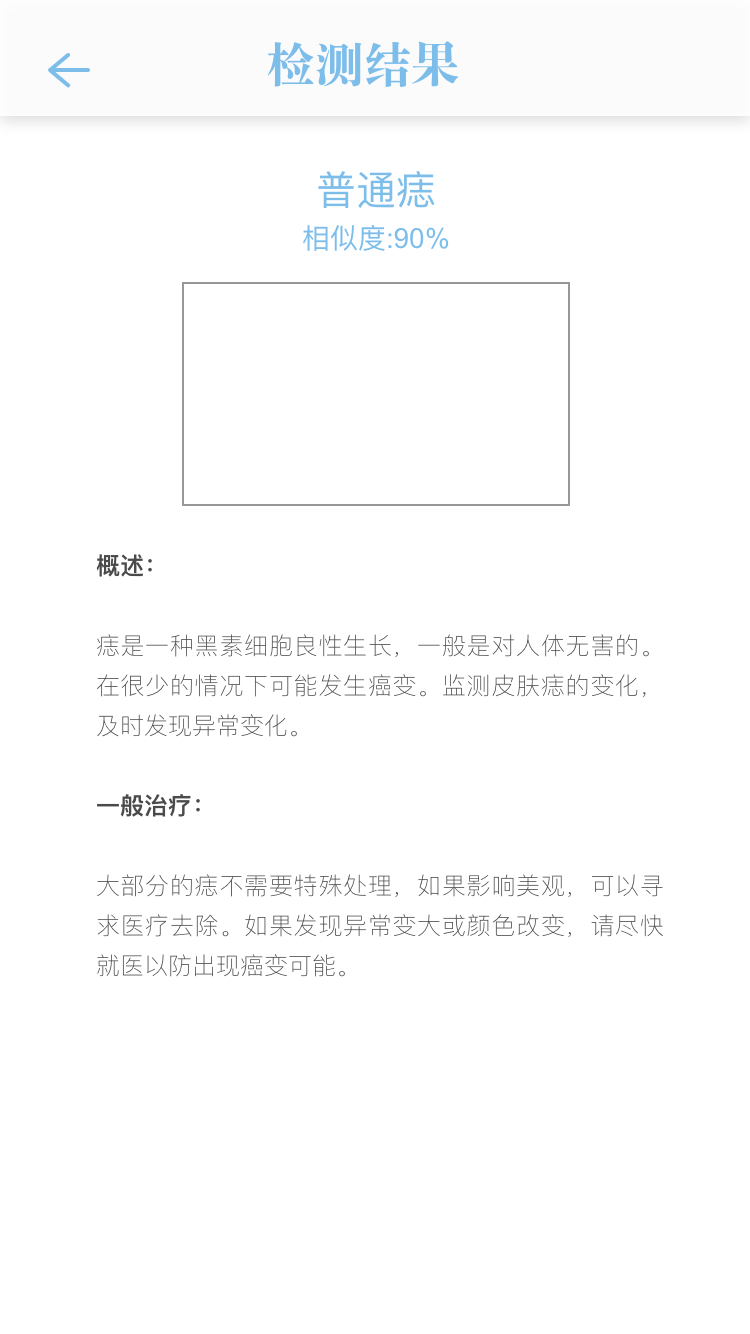 检测结果
普通痣
相似度:90%
概述：
痣是一种黑素细胞良性生长，一般是对人体无害的。
在很少的情况下可能发生癌变。监测皮肤痣的变化，
及时发现异常变化。
一般治疗：
大部分的痣不需要特殊处理，如果影响美观，可以寻
求医疗去除。如果发现异常变大或颜色改变，请尽快
就医以防出现癌变可能。